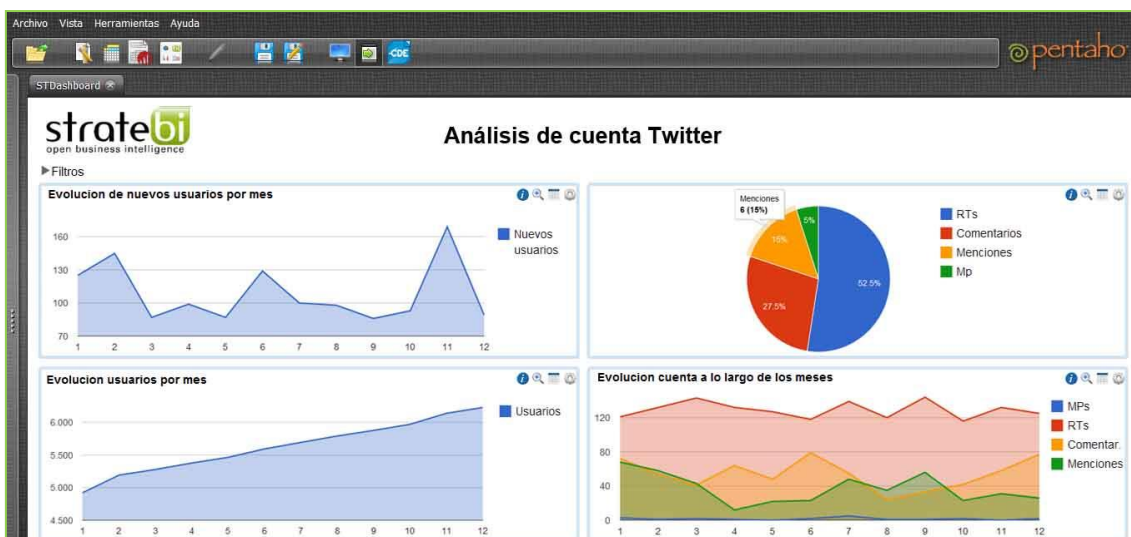 Archivo Vista Herramientas Ayuda
CDE
pentaho
STDashboard
stratebi
open business intelligence
Análisis de cuenta Twitter
Filtros
Evolucion de nuevos usuarios por mes
160
130
100
70
1 2 3 4 5 6 7 8 9 10 11 12
Nuevos
usuarios
Menciones
6 (15%)
5%
15%
27.5%
52.5%
RTs
Comentarios
Menciones
Mp
Evolucion usuarios por mes
6.000
5.500
5.000
4.500
1 2 3 4 5 6 7 8 9 10 11 12
Usuarios
Evolucion cuenta a lo largo de los meses
120
80
40
0
1 2 3 4 5 6 7 8 9 10 11 12
MPs
RTs
Comentar.
Menciones